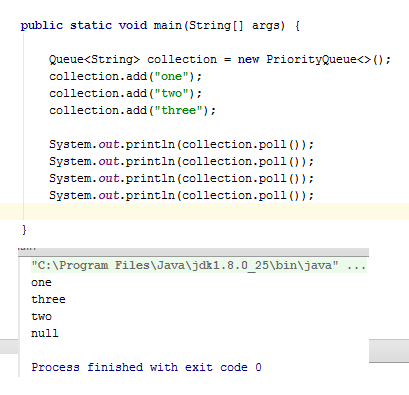 public static void main(String[] args) {
Queue<String> collection = new PriorityQueue<>();
collection.add("one");
collection.add("two");
collection.add("three");
System.out.println(collection.poll());
System.out.println(collection.poll());
System.out.println(collection.poll());
System.out.println(collection.poll());
}
"C:\Program Files\Java\jdk1.8.0_25\bin\java" ...
one
three
two
null
Process finished with exit code 0